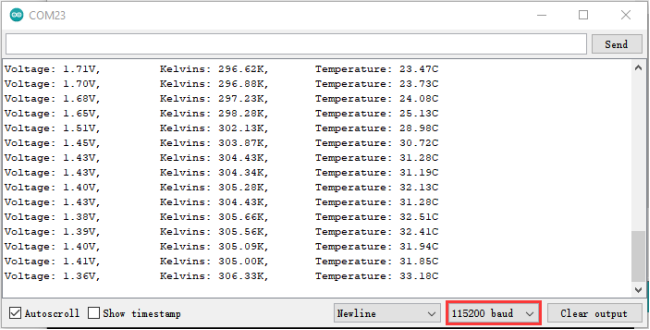 COM23
Send
Voltage: 1.71V, Kelvins: 296.62K, Temperature: 23.47C
Voltage: 1.70V, Kelvins: 296.88K, Temperature: 23.73C
Voltage: 1.68V, Kelvins: 297.23K, Temperature: 24.08C
Voltage: 1.65V, Kelvins: 298.28K, Temperature: 25.13C
Voltage: 1.51V, Kelvins: 302.13K, Temperature: 28.98C
Voltage: 1.45V, Kelvins: 303.87K, Temperature: 30.72C
Voltage: 1.43V, Kelvins: 304.43K, Temperature: 31.28C
Voltage: 1.43V, Kelvins: 304.34K, Temperature: 31.19C
Voltage: 1.40V, Kelvins: 305.28K, Temperature: 32.13C
Voltage: 1.43V, Kelvins: 304.43K, Temperature: 31.28C
Voltage: 1.38V, Kelvins: 305.66K, Temperature: 32.51C
Voltage: 1.39V, Kelvins: 305.56K, Temperature: 32.41C
Voltage: 1.40V, Kelvins: 305.09K, Temperature: 31.94C
Voltage: 1.41V, Kelvins: 305.00K, Temperature: 31.85C
Voltage: 1.36V, Kelvins: 306.33K, Temperature: 33.18C
Autoscroll Show timestamp Newline 115200 baud Clear output